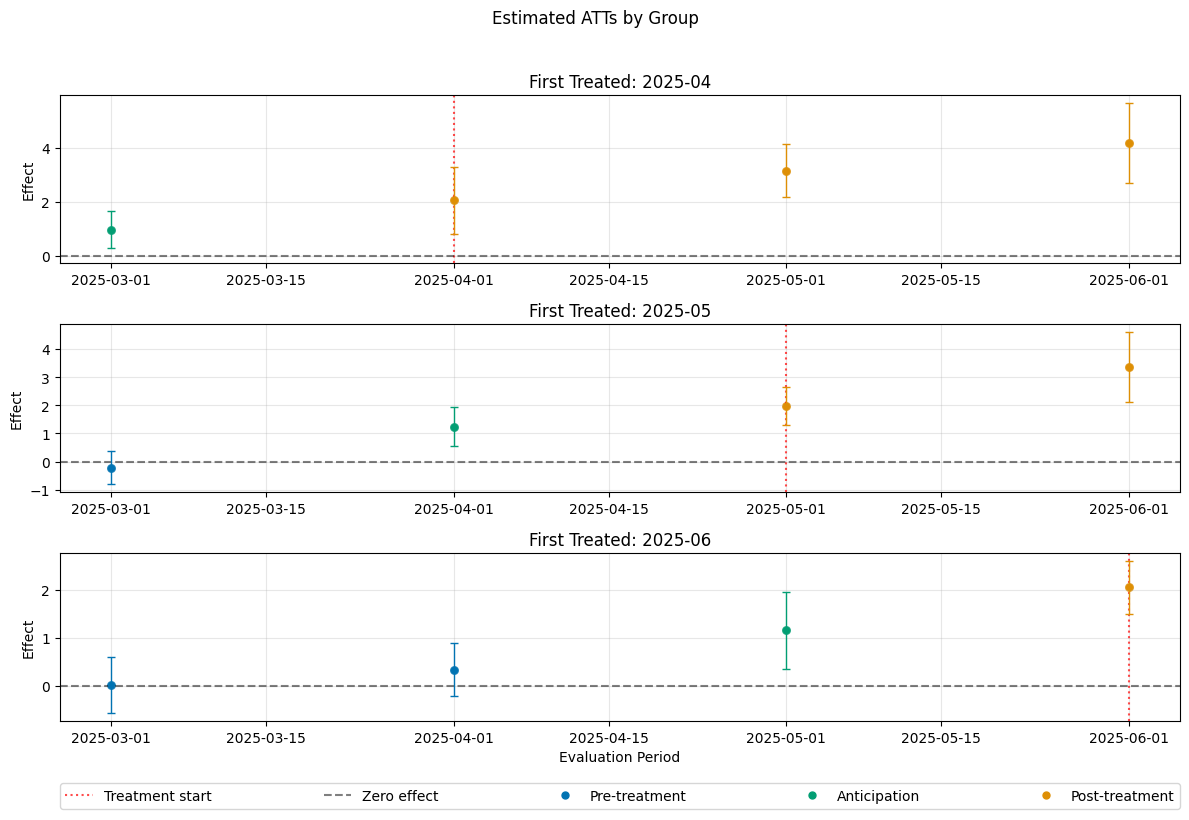 Estimated ATTs by Group
First Treated: 2025-04
Effect
4
2
0
2025-03-01 2025-03-15 2025-04-01 2025-04-15 2025-05-01 2025-05-15 2025-06-01
First Treated: 2025-05
Effect
4
3
2
1
0
−1
2025-03-01 2025-03-15 2025-04-01 2025-04-15 2025-05-01 2025-05-15 2025-06-01
First Treated: 2025-06
Effect
2
1
0
2025-03-01 2025-03-15 2025-04-01 2025-04-15 2025-05-01 2025-05-15 2025-06-01
Evaluation Period
Treatment start Zero effect Pre-treatment Anticipation Post-treatment